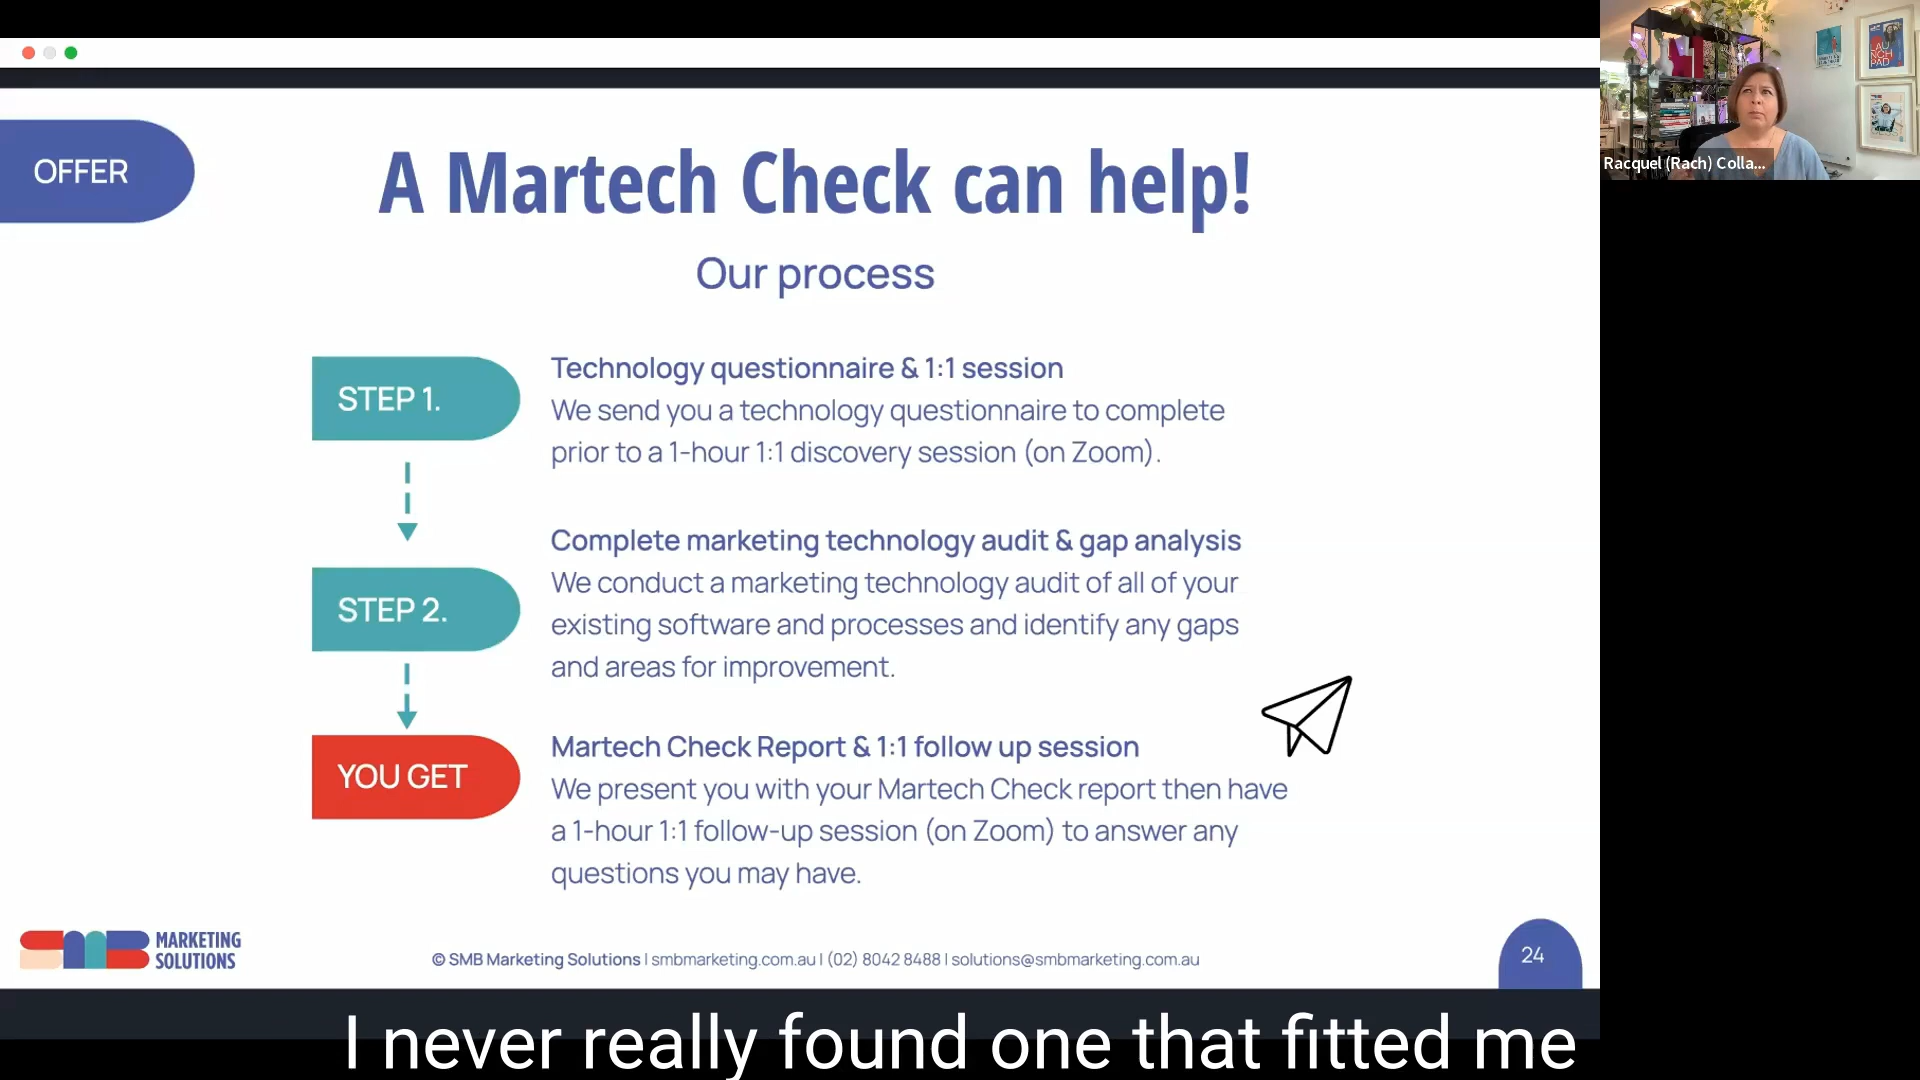 OFFER
A Martech Check can help!
Our process
STEP 1.
Technology questionnaire & 1:1 session
We send you a technology questionnaire to complete
prior to a 1-hour 1:1 discovery session (on Zoom).
STEP 2.
Complete marketing technology audit & gap analysis
We conduct a marketing technology audit of all of your
existing software and processes and identify any gaps
and areas for improvement.
YOU GET
Martech Check Report & 1:1 follow up session
We present you with your Martech Check report then have
a 1-hour 1:1 follow-up session (on Zoom) to answer any
questions you may have.
SMB MARKETING
SOLUTIONS
© SMB Marketing Solutions | smbmarketing.com.au | (02) 8042 8488 | solutions@smbmarketing.com.au
24
LAU
NCH
PAD
Racquel (Rach) Colla...
I never really found one that fitted me